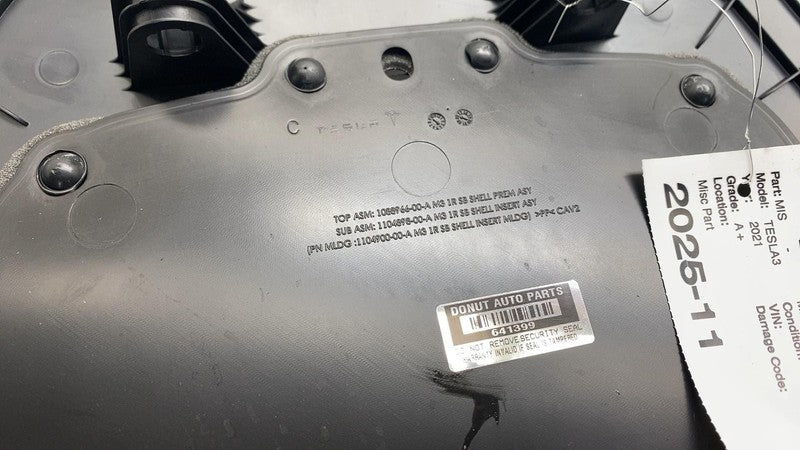 C TESLA
TOP ASM: 1088966-00-A M3 1R SB SHELL PREM ASY
SUB ASM: 1104898-00-A M3 1R SB SHELL INSERT ASY
(PN MLDG :1104900-00-A M3 1R SB SHELL INSERT MLDG) >PP< CAV2
DONUT AUTO PARTS
641399
DO NOT REMOVE,SECURITY SEAL
WARRANTY INVALID IF SEAL IS TAMPERED
Part: MIS -
Model: TESLA3
2021
Grade: A+
Location:
Misc Part
2025-11
Condition:
VIN:
Damage Code: